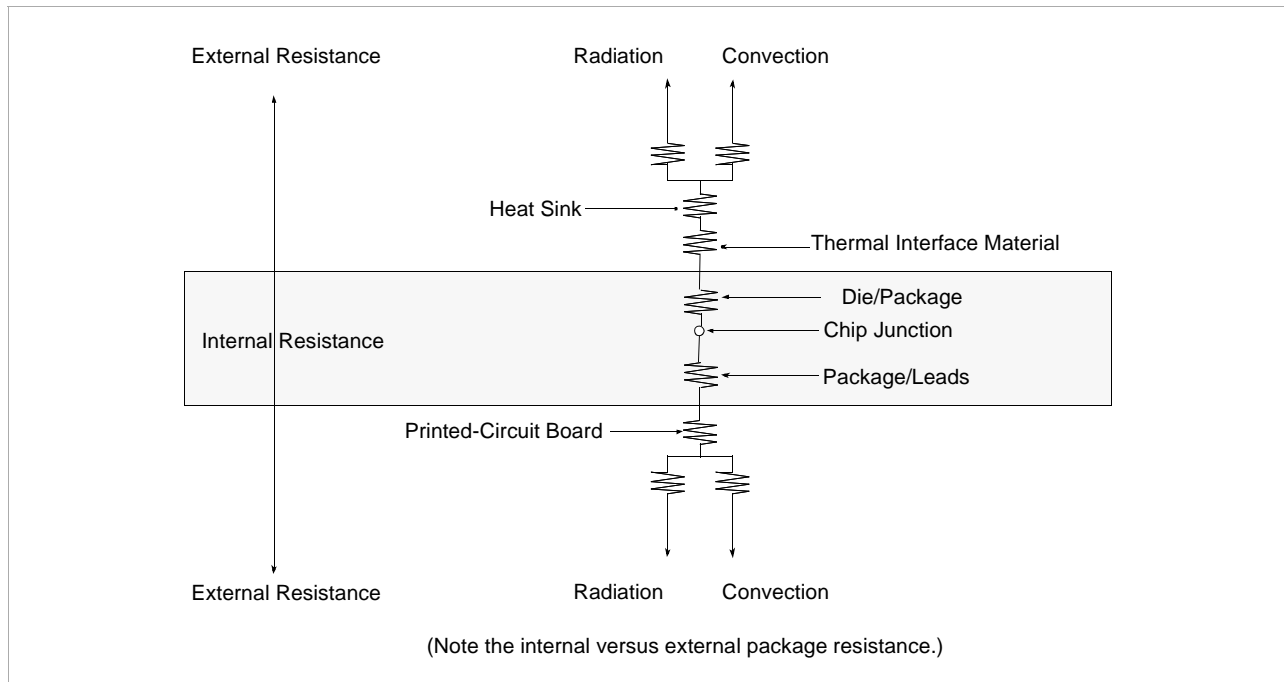 External Resistance
Radiation
Convection
Heat Sink
Thermal Interface Material
Die/Package
Chip Junction
Internal Resistance
Package/Leads
Printed-Circuit Board
External Resistance
Radiation
Convection
(Note the internal versus external package resistance.)